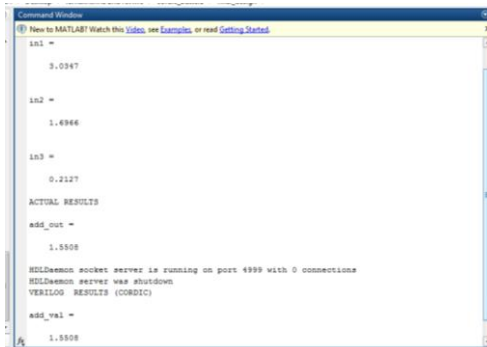 Command Window
New to MATLAB? Watch this Video, see Examples, or read Getting Started.
in1 =
3.0347
in2 =
1.6966
in3 =
0.2127
ACTUAL RESULTS
add_out =
1.5508
HDLDaemon socket server is running on port 4999 with 0 connections
HDLDaemon server was shutdown
VERILOG RESULTS (CORDIC)
add_val =
1.5508
fx